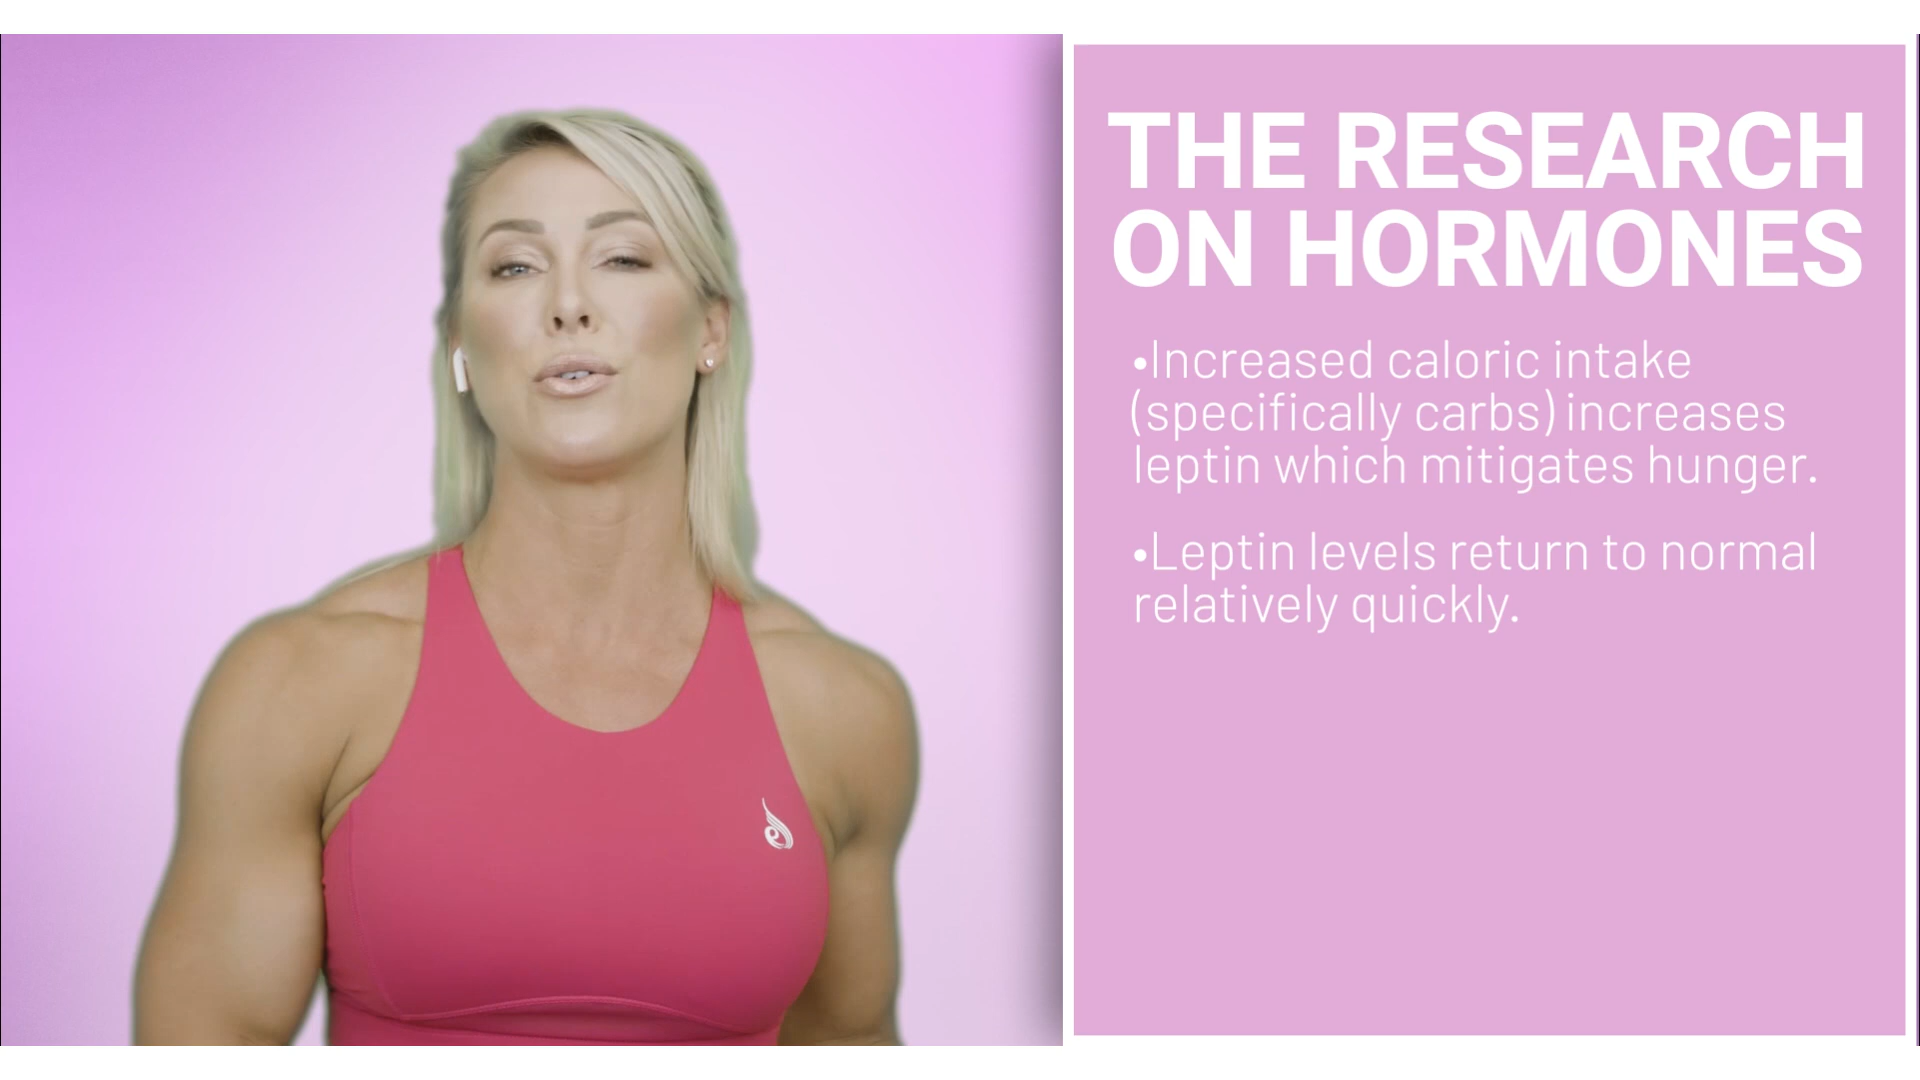 THE RESEARCH
ON HORMONES
•Increased caloric intake
(specifically carbs) increases
leptin which mitigates hunger.
•Leptin levels return to normal
relatively quickly.